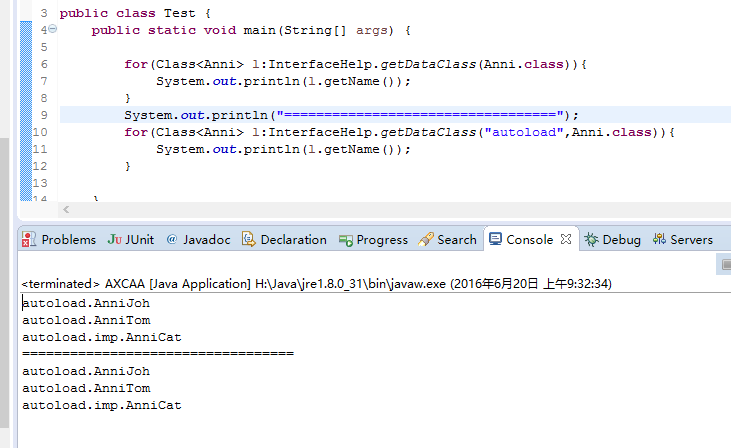 3 public class Test {
4 public static void main(String[] args) {
5
6 for(Class<Anni> l:InterfaceHelp.getDataClass(Anni.class)){
7 System.out.println(l.getName());
8 }
9 System.out.println("==================================");
10 for(Class<Anni> l:InterfaceHelp.getDataClass("autoload",Anni.class)){
11 System.out.println(l.getName());
12 }
13
14 }
Problems JUnit @ Javadoc Declaration Progress Search Console Debug Servers
<terminated> AXCAA [Java Application] H:\Java\jre1.8.0_31\bin\javaw.exe (2016年6月20日 上午9:32:34)
autoload.AnniJoh
autoload.AnniTom
autoload.imp.AnniCat
==================================
autoload.AnniJoh
autoload.AnniTom
autoload.imp.AnniCat